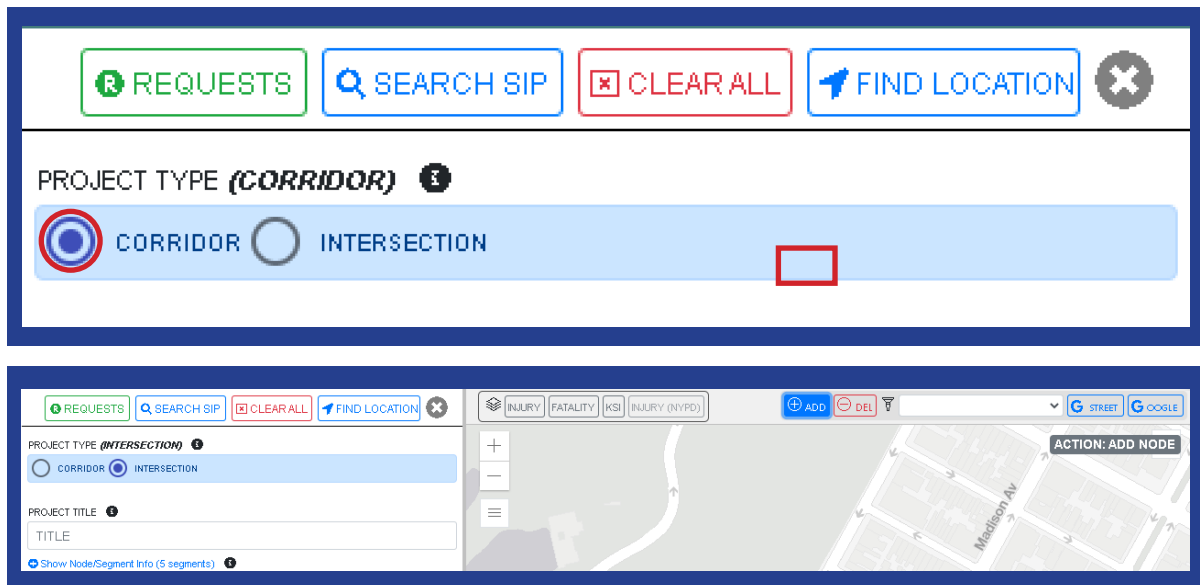 REQUESTS SEARCH SIP CLEAR ALL FIND LOCATION
PROJECT TYPE (CORRIDOR)
CORRIDOR INTERSECTION
REQUESTS SEARCH SIP CLEAR ALL FIND LOCATION
PROJECT TYPE (INTERSECTION)
CORRIDOR INTERSECTION
PROJECT TITLE
TITLE
Show Node/Segment Info (5 segments)
INJURY FATALITY KSI INJURY (NYPD) ADD DEL G STREET GOOGLE
ACTION: ADD NODE
Madison Av